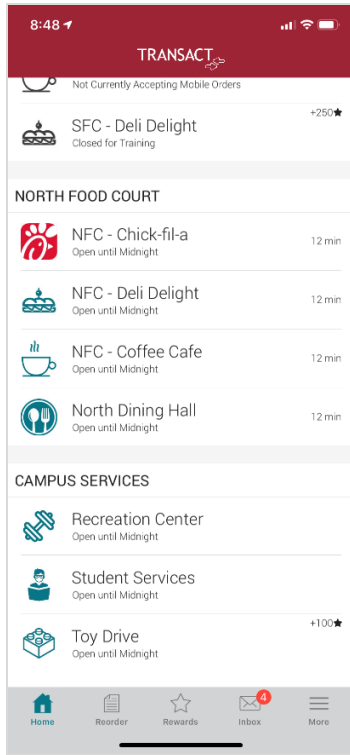 8:48
TRANSACT
Not Currently Accepting Mobile Orders
+250★
SFC - Deli Delight
Closed for Training
NORTH FOOD COURT
NFC - Chick-fil-a
Open until Midnight
12 min
NFC - Deli Delight
Open until Midnight
12 min
NFC - Coffee Cafe
Open until Midnight
12 min
North Dining Hall
Open until Midnight
12 min
CAMPUS SERVICES
Recreation Center
Open until Midnight
Student Services
Open until Midnight
+100★
Toy Drive
Open until Midnight
4
Home Reorder Rewards Inbox More